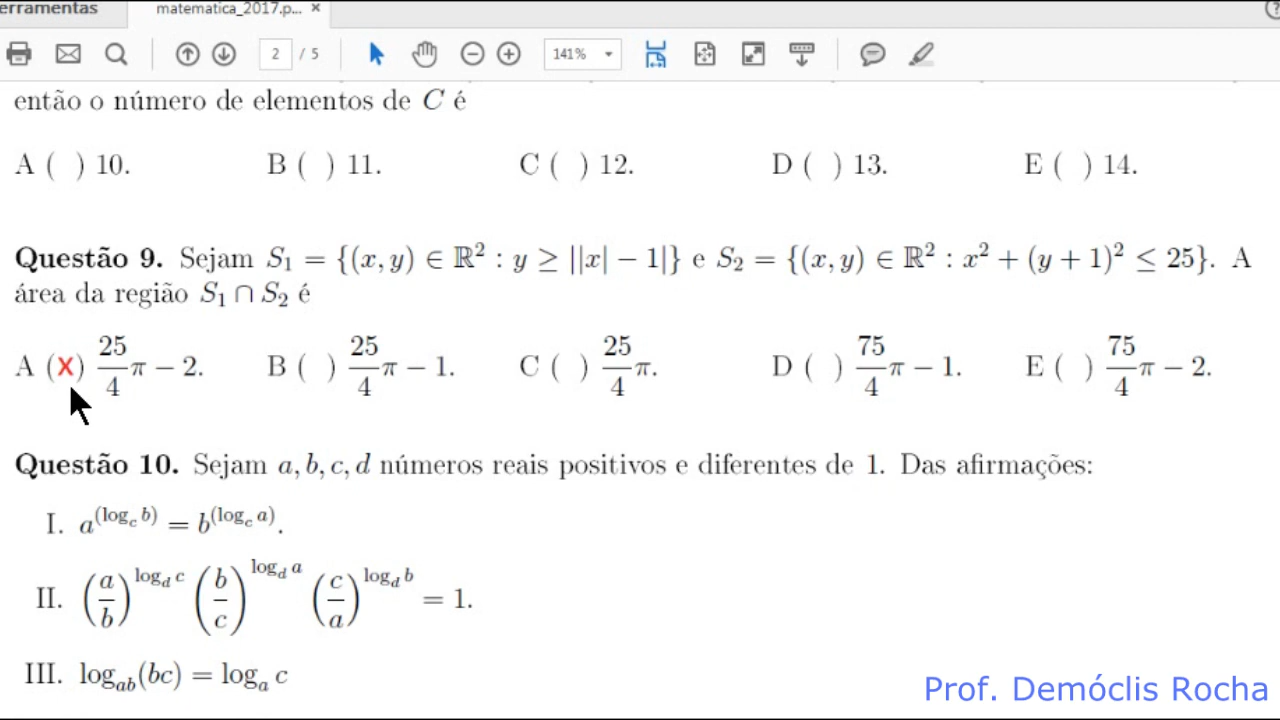 erramentas matematica_2017.p... ×
2 / 5 141%
então o número de elementos de C é
A ( ) 10. B ( ) 11. C ( ) 12. D ( ) 13. E ( ) 14.
Questão 9. Sejam S₁ = {(x, y) ∈ ℝ² : y ≥ ||x| − 1|} e S₂ = {(x, y) ∈ ℝ² : x² + (y + 1)² ≤ 25}. A
área da região S₁ ∩ S₂ é
A (X) 25/4 π − 2. B ( ) 25/4 π − 1. C ( ) 25/4 π. D ( ) 75/4 π − 1. E ( ) 75/4 π − 2.
Questão 10. Sejam a, b, c, d números reais positivos e diferentes de 1. Das afirmações:
I. a^(log_c b) = b^(log_c a).
II. (a/b)^(log_d c) (b/c)^(log_d a) (c/a)^(log_d b) = 1.
III. log_ab(bc) = log_a c
Prof. Demóclis Rocha